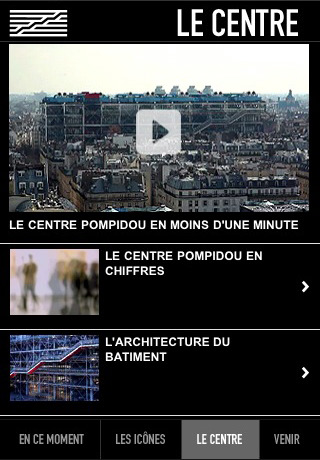 LE CENTRE
LE CENTRE POMPIDOU EN MOINS D'UNE MINUTE
LE CENTRE POMPIDOU EN
CHIFFRES
L'ARCHITECTURE DU
BATIMENT
EN CE MOMENT
LES ICÔNES
LE CENTRE
VENIR